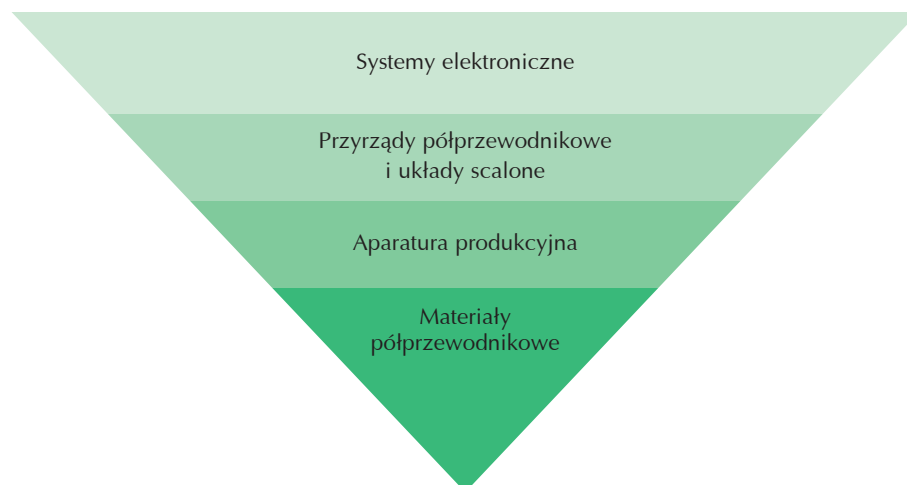 Systemy elektroniczne
Przyrządy półprzewodnikowe
i układy scalone
Aparatura produkcyjna
Materiały
półprzewodnikowe